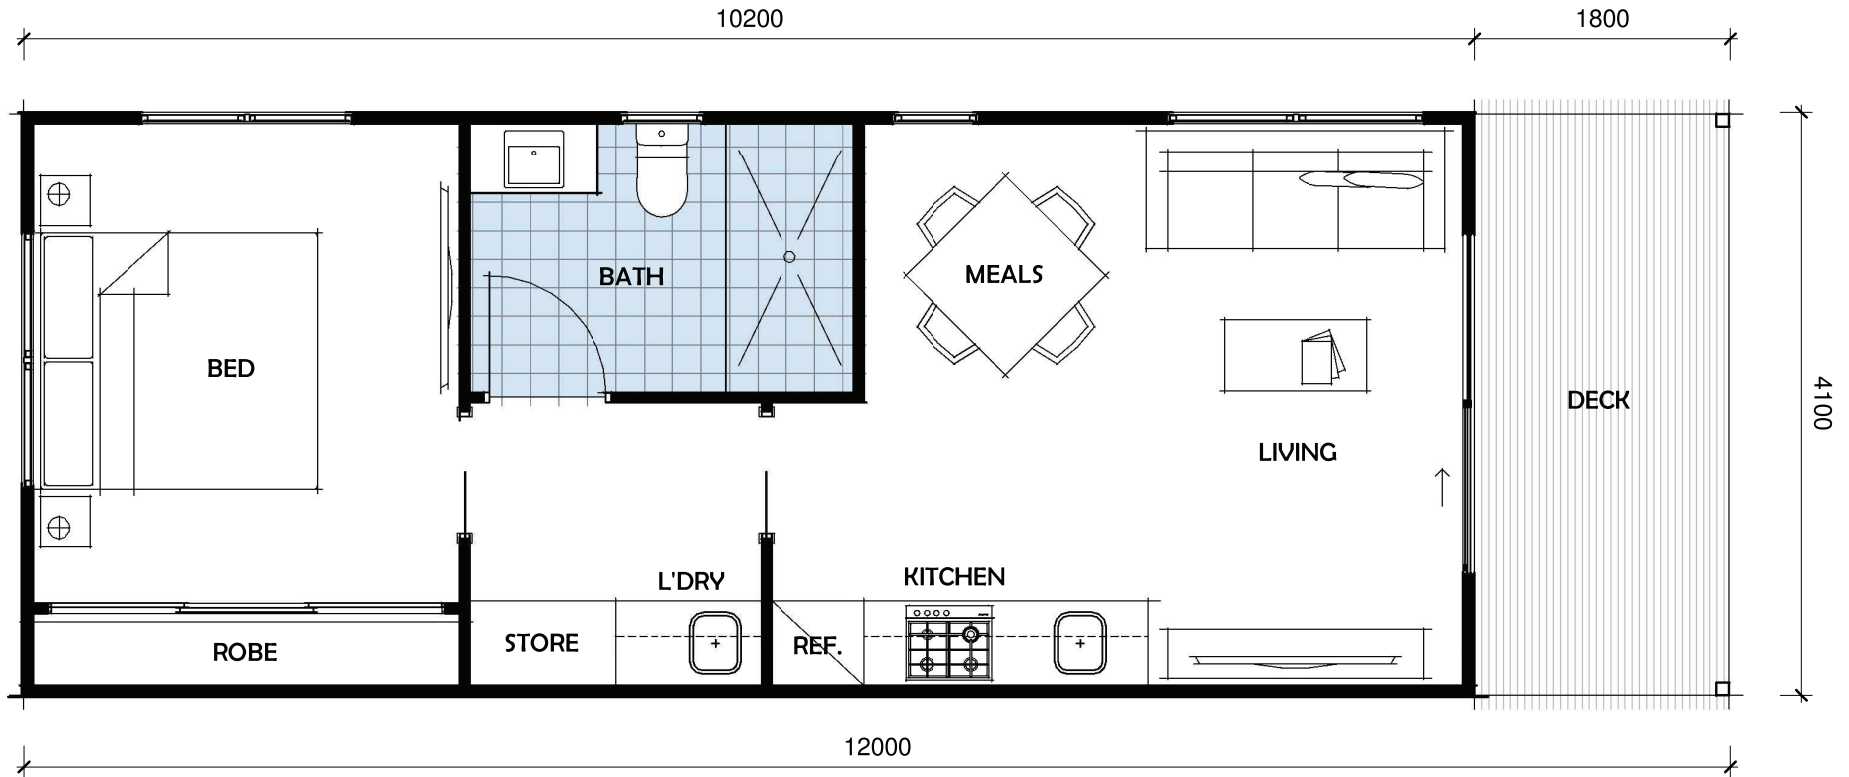 10200
1800
BATH
MEALS
BED
DECK
4100
LIVING
L'DRY
KITCHEN
STORE
REF.
ROBE
12000